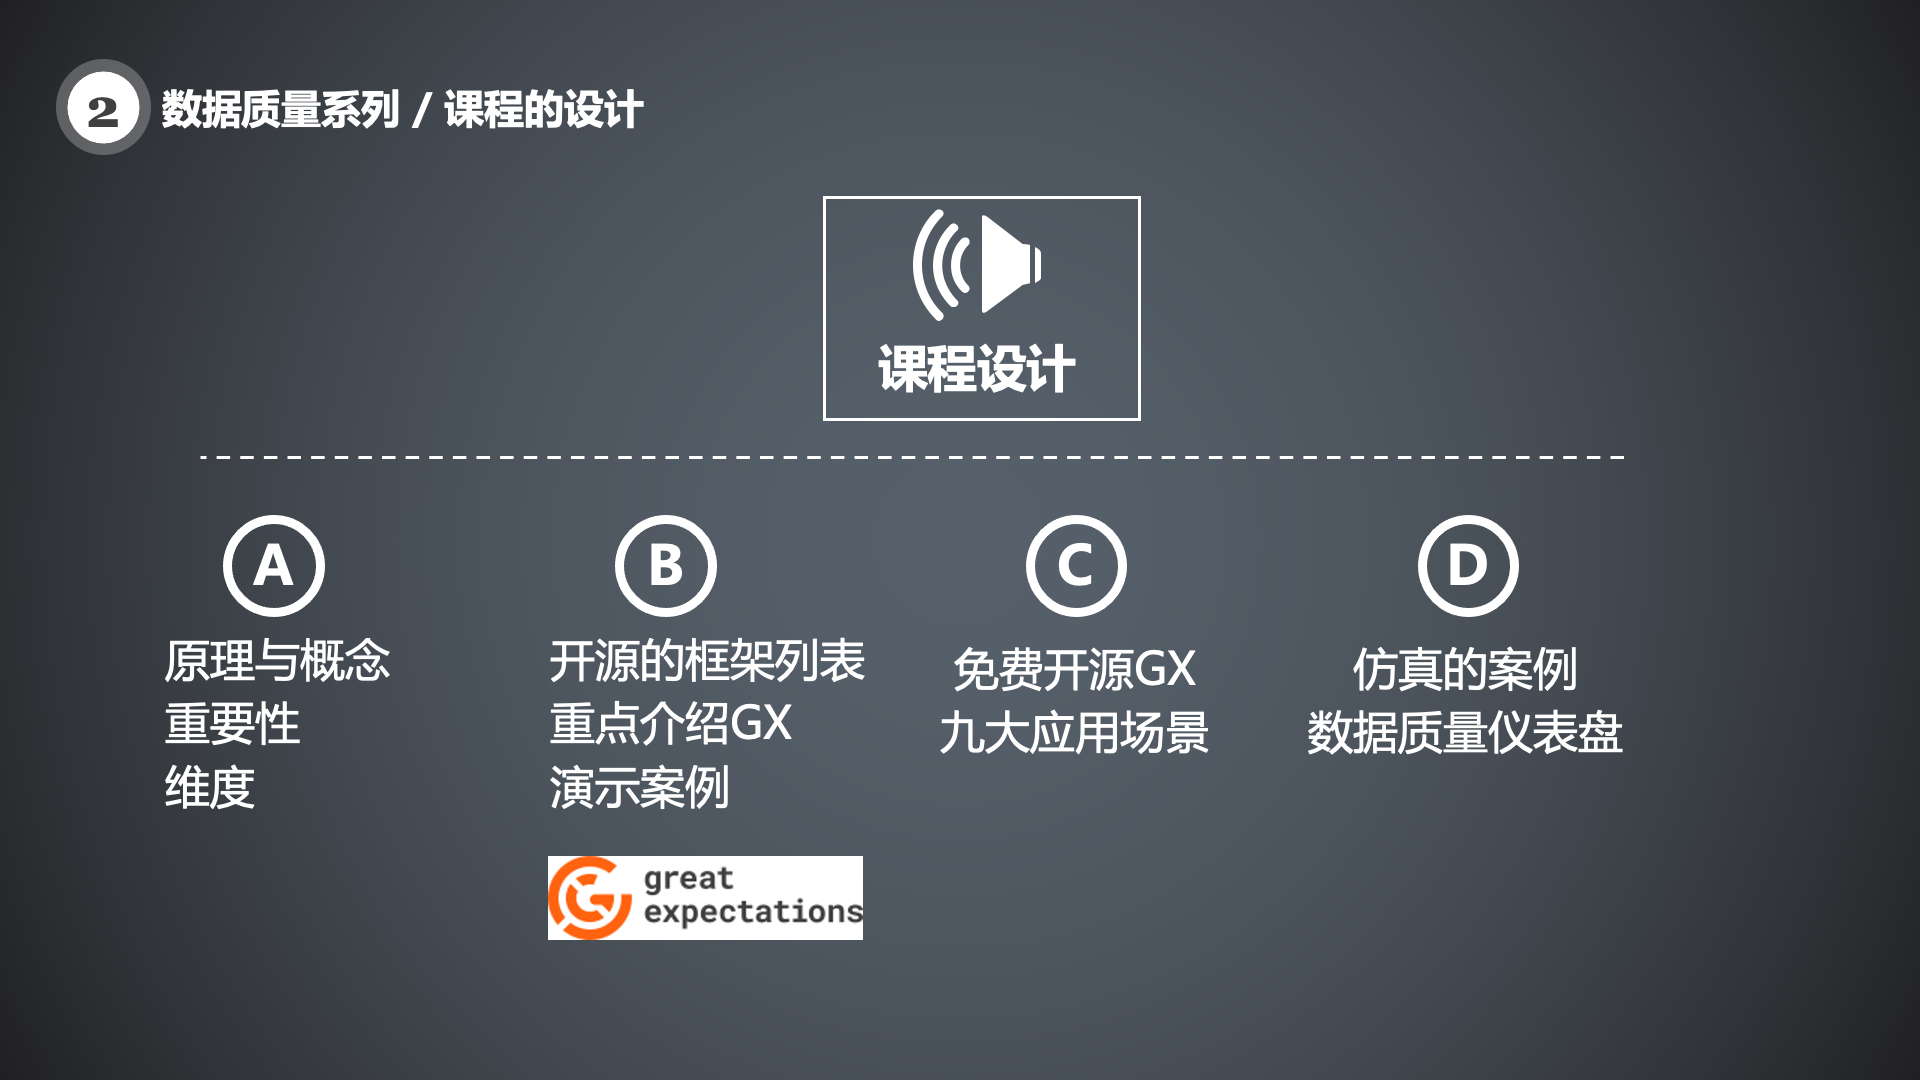 2
数据质量系列 / 课程的设计
课程设计
A
原理与概念
重要性
维度
B
开源的框架列表
重点介绍GX
演示案例
great
expectations
C
免费开源GX
九大应用场景
D
仿真的案例
数据质量仪表盘